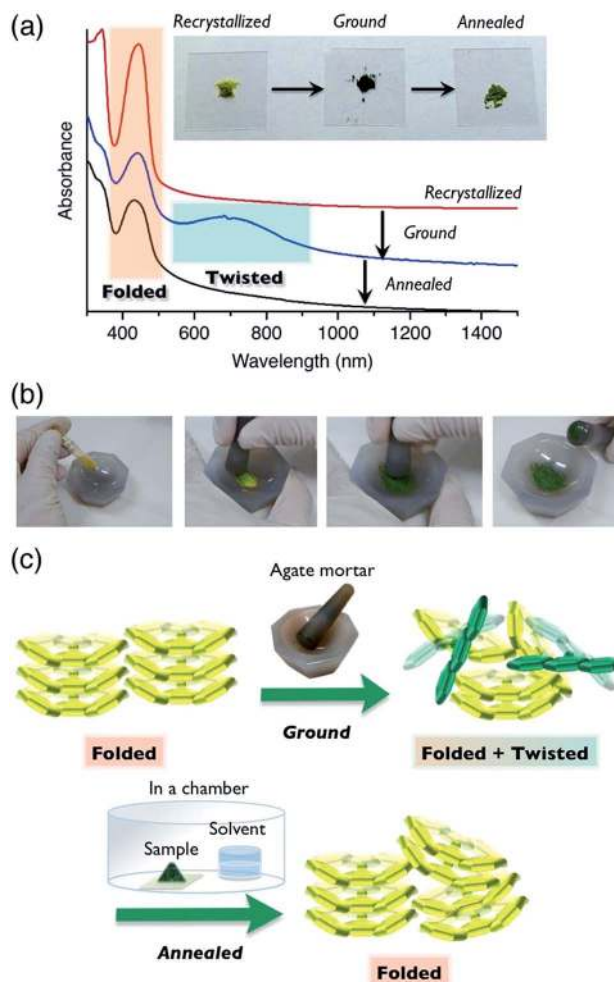 (a)
Recrystallized Ground Annealed
Absorbance
Recrystallized
Ground
Twisted
Annealed
Folded
400 600 800 1000 1200 1400
Wavelength (nm)
(b)
(c)
Agate mortar
Ground
Folded
Folded + Twisted
In a chamber
Solvent
Sample
Annealed
Folded